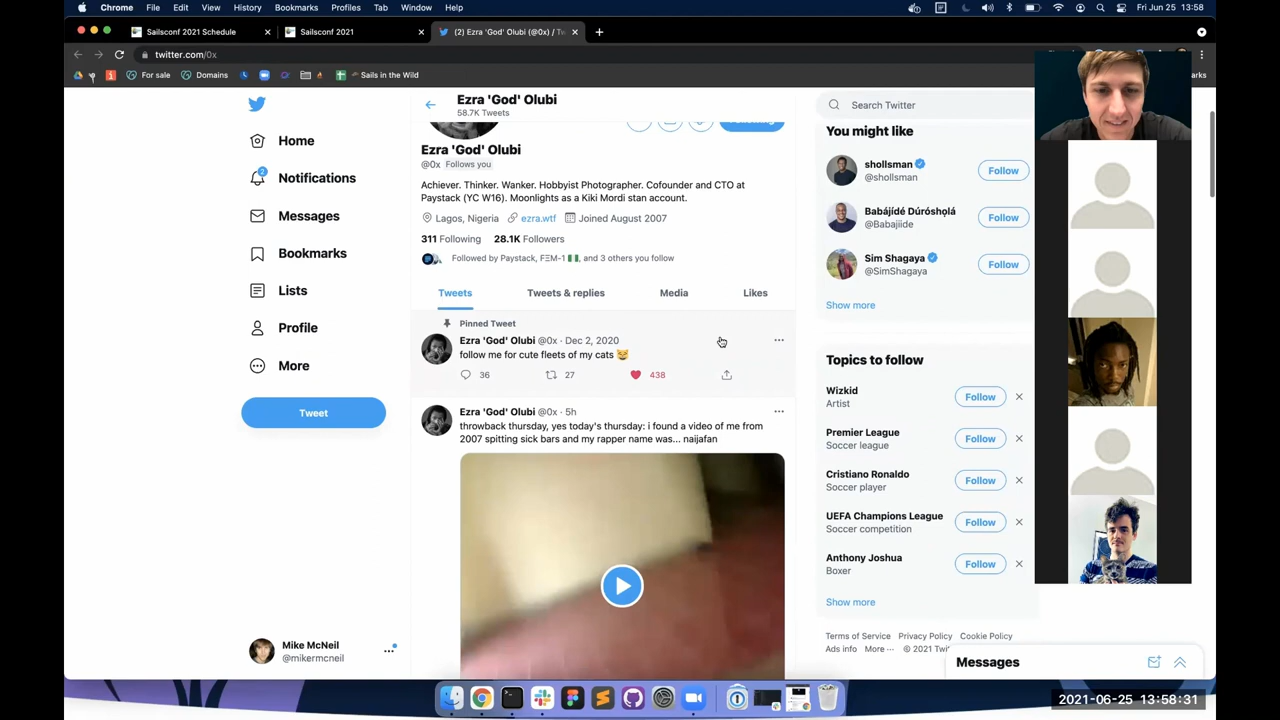 Chrome File Edit View History Bookmarks Profiles Tab Window Help Fri Jun 25 13:58
Sailsconf 2021 Schedule
Sailsconf 2021
(2) Ezra 'God' Olubi (@0x) / Tw
twitter.com/0x
For sale Domains Sails in the Wild
Ezra 'God' Olubi
58.7K Tweets
Search Twitter
Home
Notifications
2
Messages
Bookmarks
Lists
Profile
More
Tweet
Mike McNeil
@mikermcneil
Ezra 'God' Olubi
@0x Follows you
Achiever. Thinker. Wanker. Hobbyist Photographer. Cofounder and CTO at
Paystack (YC W16). Moonlights as a Kiki Mordi stan account.
Lagos, Nigeria ezra.wtf Joined August 2007
311 Following 28.1K Followers
Followed by Paystack, FΞM-1 🇳🇬, and 3 others you follow
Tweets Tweets & replies Media Likes
Pinned Tweet
Ezra 'God' Olubi @0x · Dec 2, 2020
follow me for cute fleets of my cats 😸
36 27 438
Ezra 'God' Olubi @0x · 5h
throwback thursday, yes today's thursday: i found a video of me from
2007 spitting sick bars and my rapper name was... naijafan
You might like
shollsman
@shollsman
Follow
Babájídé Dúróshọlá
@Babajiide
Follow
Sim Shagaya
@SimShagaya
Follow
Show more
Topics to follow
Wizkid
Artist
Follow
Premier League
Soccer league
Follow
Cristiano Ronaldo
Soccer player
Follow
UEFA Champions League
Soccer competition
Follow
Anthony Joshua
Boxer
Follow
Show more
Terms of Service Privacy Policy Cookie Policy
Ads info More ··· © 2021 Twi
Messages
2021-06-25 13:58:31